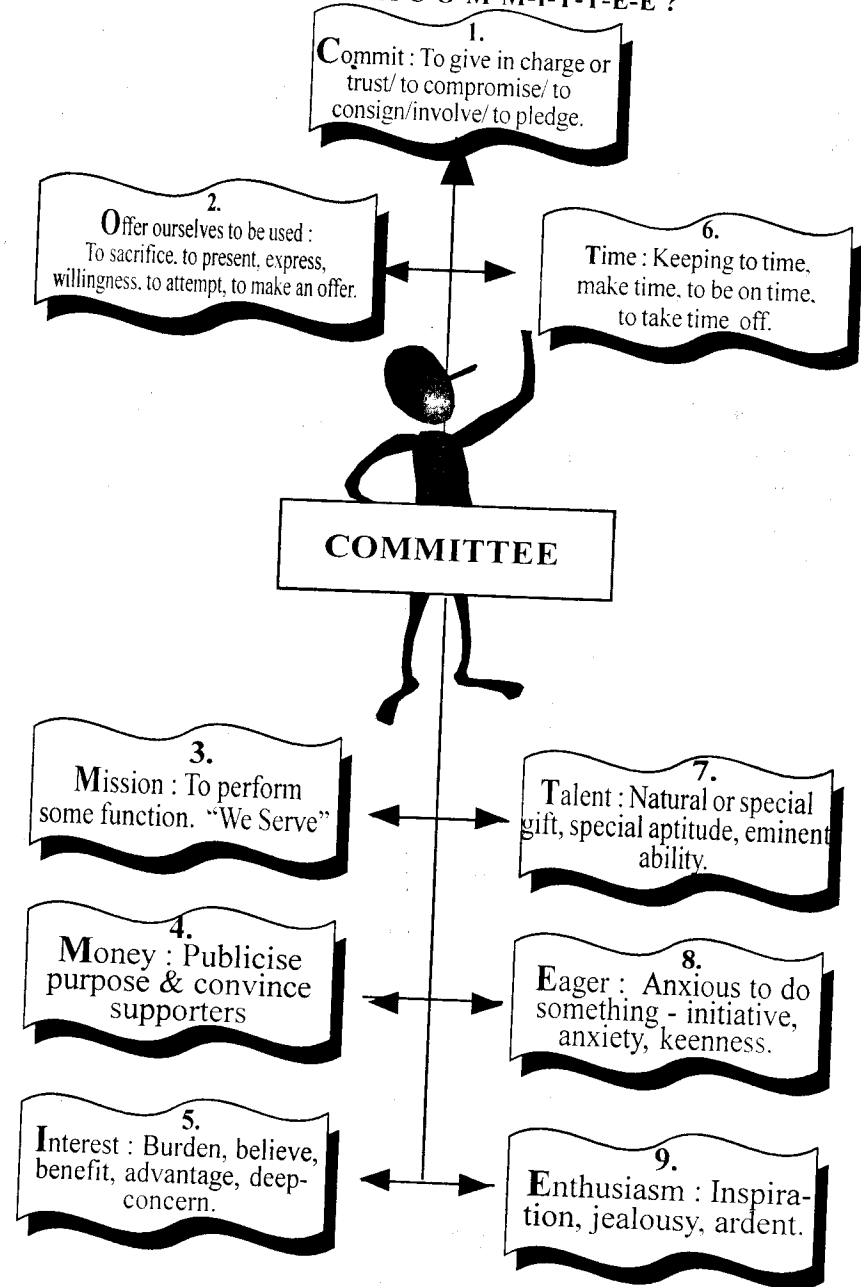 C-O-M-M-I-T-T-E-E ?
1.
Commit : To give in charge or
trust/ to compromise/ to
consign/involve/ to pledge.
2.
Offer ourselves to be used :
To sacrifice. to present, express,
willingness. to attempt, to make an offer.
6.
Time : Keeping to time,
make time, to be on time,
to take time off.
COMMITTEE
3.
Mission : To perform
some function. “We Serve”
7.
Talent : Natural or special
gift, special aptitude, eminent
ability.
4.
Money : Publicise
purpose & convince
supporters
8.
Eager : Anxious to do
something - initiative,
anxiety, keenness.
5.
Interest : Burden, believe,
benefit, advantage, deep-
concern.
9.
Enthusiasm : Inspira-
tion, jealousy, ardent.